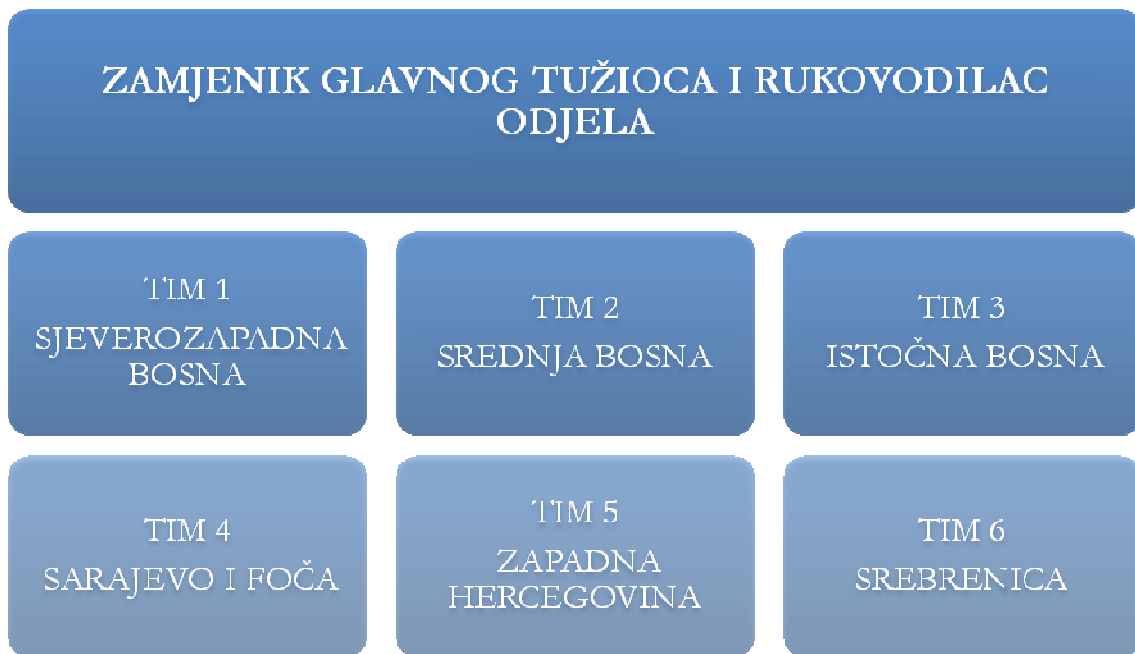 ZAMJENIK GLAVNOG TUŽIOCA I RUKOVODILAC
ODJELA
TIM 1
SJEVEROZAPADNA
BOSNA
TIM 2
SREDNJA BOSNA
TIM 3
ISTOČNA BOSNA
TIM 4
SARAJEVO I FOČA
TIM 5
ZAPADNA
HERCEGOVINA
TIM 6
SREBRENICA